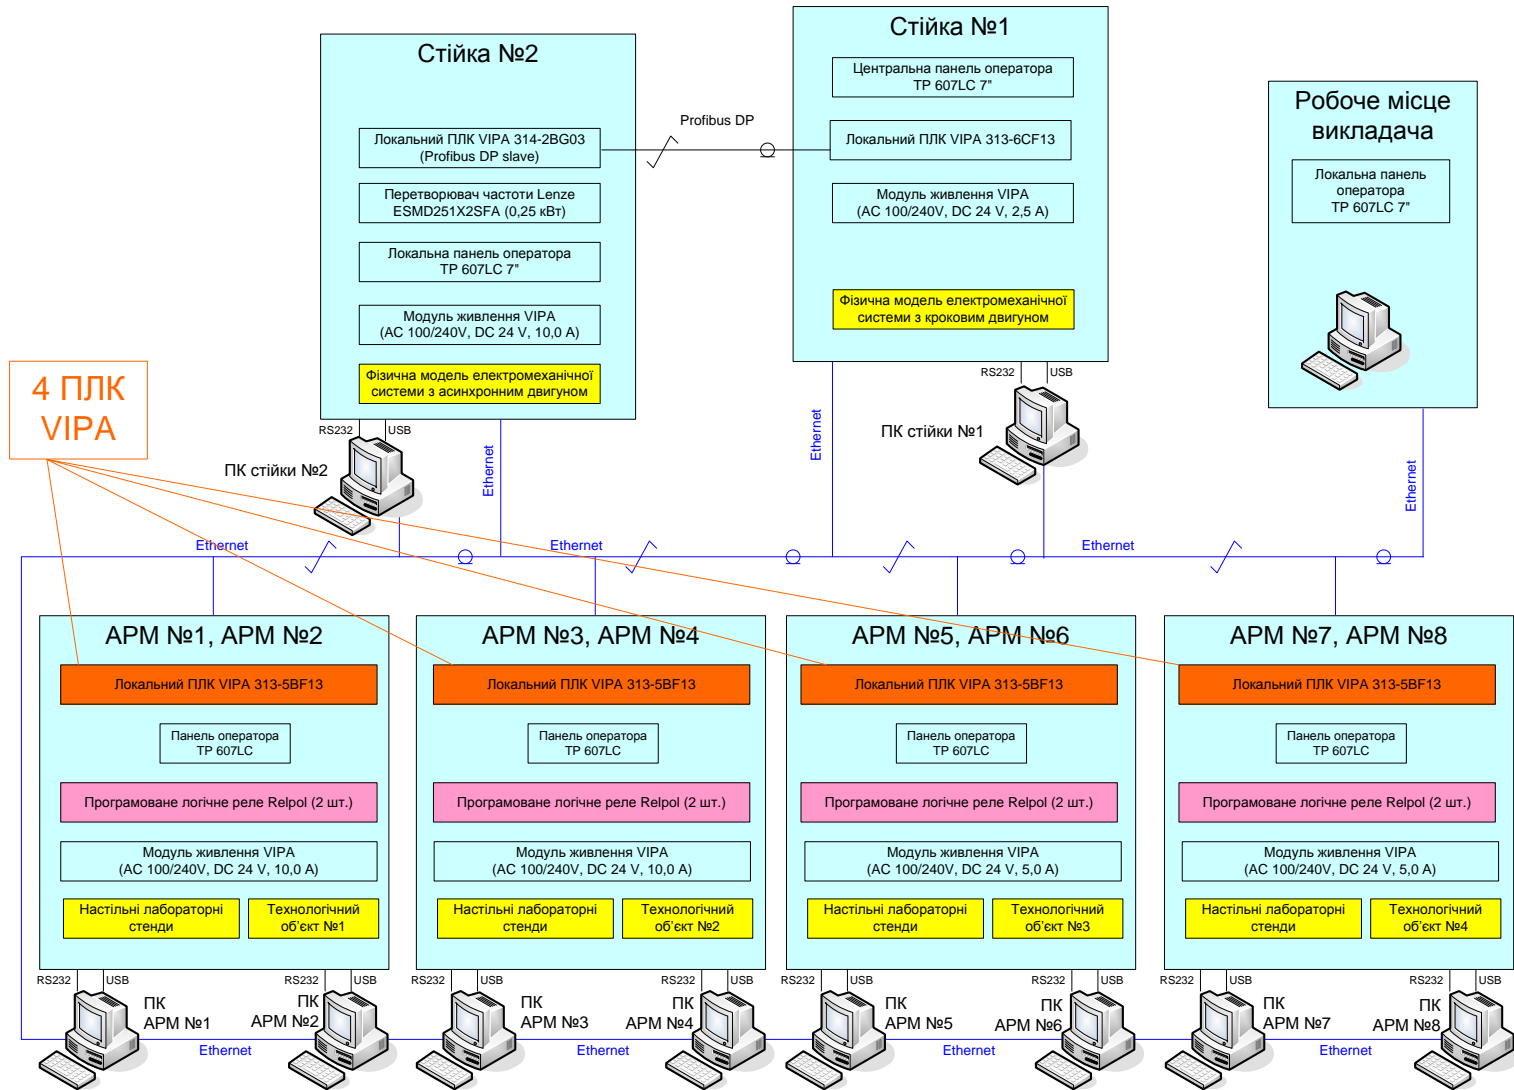 Стійка №2
Локальний ПЛК VIPA 314-2BG03
(Profibus DP slave)
Перетворювач частоти Lenze
ESMD251X2SFA (0,25 кВт)
Локальна панель оператора
TP 607LC 7"
Модуль живлення VIPA
(AC 100/240V, DC 24 V, 10,0 A)
Фізична модель електромеханічної
системи з асинхронним двигуном
RS232
USB
ПК стійки №2
Ethernet
Profibus DP
Стійка №1
Центральна панель оператора
TP 607LC 7"
Локальний ПЛК VIPA 313-6CF13
Модуль живлення VIPA
(AC 100/240V, DC 24 V, 2,5 A)
Фізична модель електромеханічної
системи з кроковим двигуном
RS232
USB
ПК стійки №1
Ethernet
Робоче місце
викладача
Локальна панель
оператора
TP 607LC 7"
Ethernet
4 ПЛК
VIPA
Ethernet
Ethernet
Ethernet
Ethernet
АРМ №1, АРМ №2
Локальний ПЛК VIPA 313-5BF13
Панель оператора
TP 607LC
Програмоване логічне реле Relpol (2 шт.)
Модуль живлення VIPA
(AC 100/240V, DC 24 V, 10,0 A)
Настільні лабораторні
стенди
Технологічний
об'єкт №1
RS232
USB
ПК
АРМ №1
RS232
USB
ПК
АРМ №2
АРМ №3, АРМ №4
Локальний ПЛК VIPA 313-5BF13
Панель оператора
TP 607LC
Програмоване логічне реле Relpol (2 шт.)
Модуль живлення VIPA
(AC 100/240V, DC 24 V, 10,0 A)
Настільні лабораторні
стенди
Технологічний
об'єкт №2
RS232
USB
ПК
АРМ №3
RS232
USB
ПК
АРМ №4
АРМ №5, АРМ №6
Локальний ПЛК VIPA 313-5BF13
Панель оператора
TP 607LC
Програмоване логічне реле Relpol (2 шт.)
Модуль живлення VIPA
(AC 100/240V, DC 24 V, 5,0 A)
Настільні лабораторні
стенди
Технологічний
об'єкт №3
RS232
USB
ПК
АРМ №5
RS232
USB
ПК
АРМ №6
АРМ №7, АРМ №8
Локальний ПЛК VIPA 313-5BF13
Панель оператора
TP 607LC
Програмоване логічне реле Relpol (2 шт.)
Модуль живлення VIPA
(AC 100/240V, DC 24 V, 5,0 A)
Настільні лабораторні
стенди
Технологічний
об'єкт №4
RS232
USB
ПК
АРМ №7
RS232
USB
ПК
АРМ №8
Ethernet
Ethernet
Ethernet
Ethernet